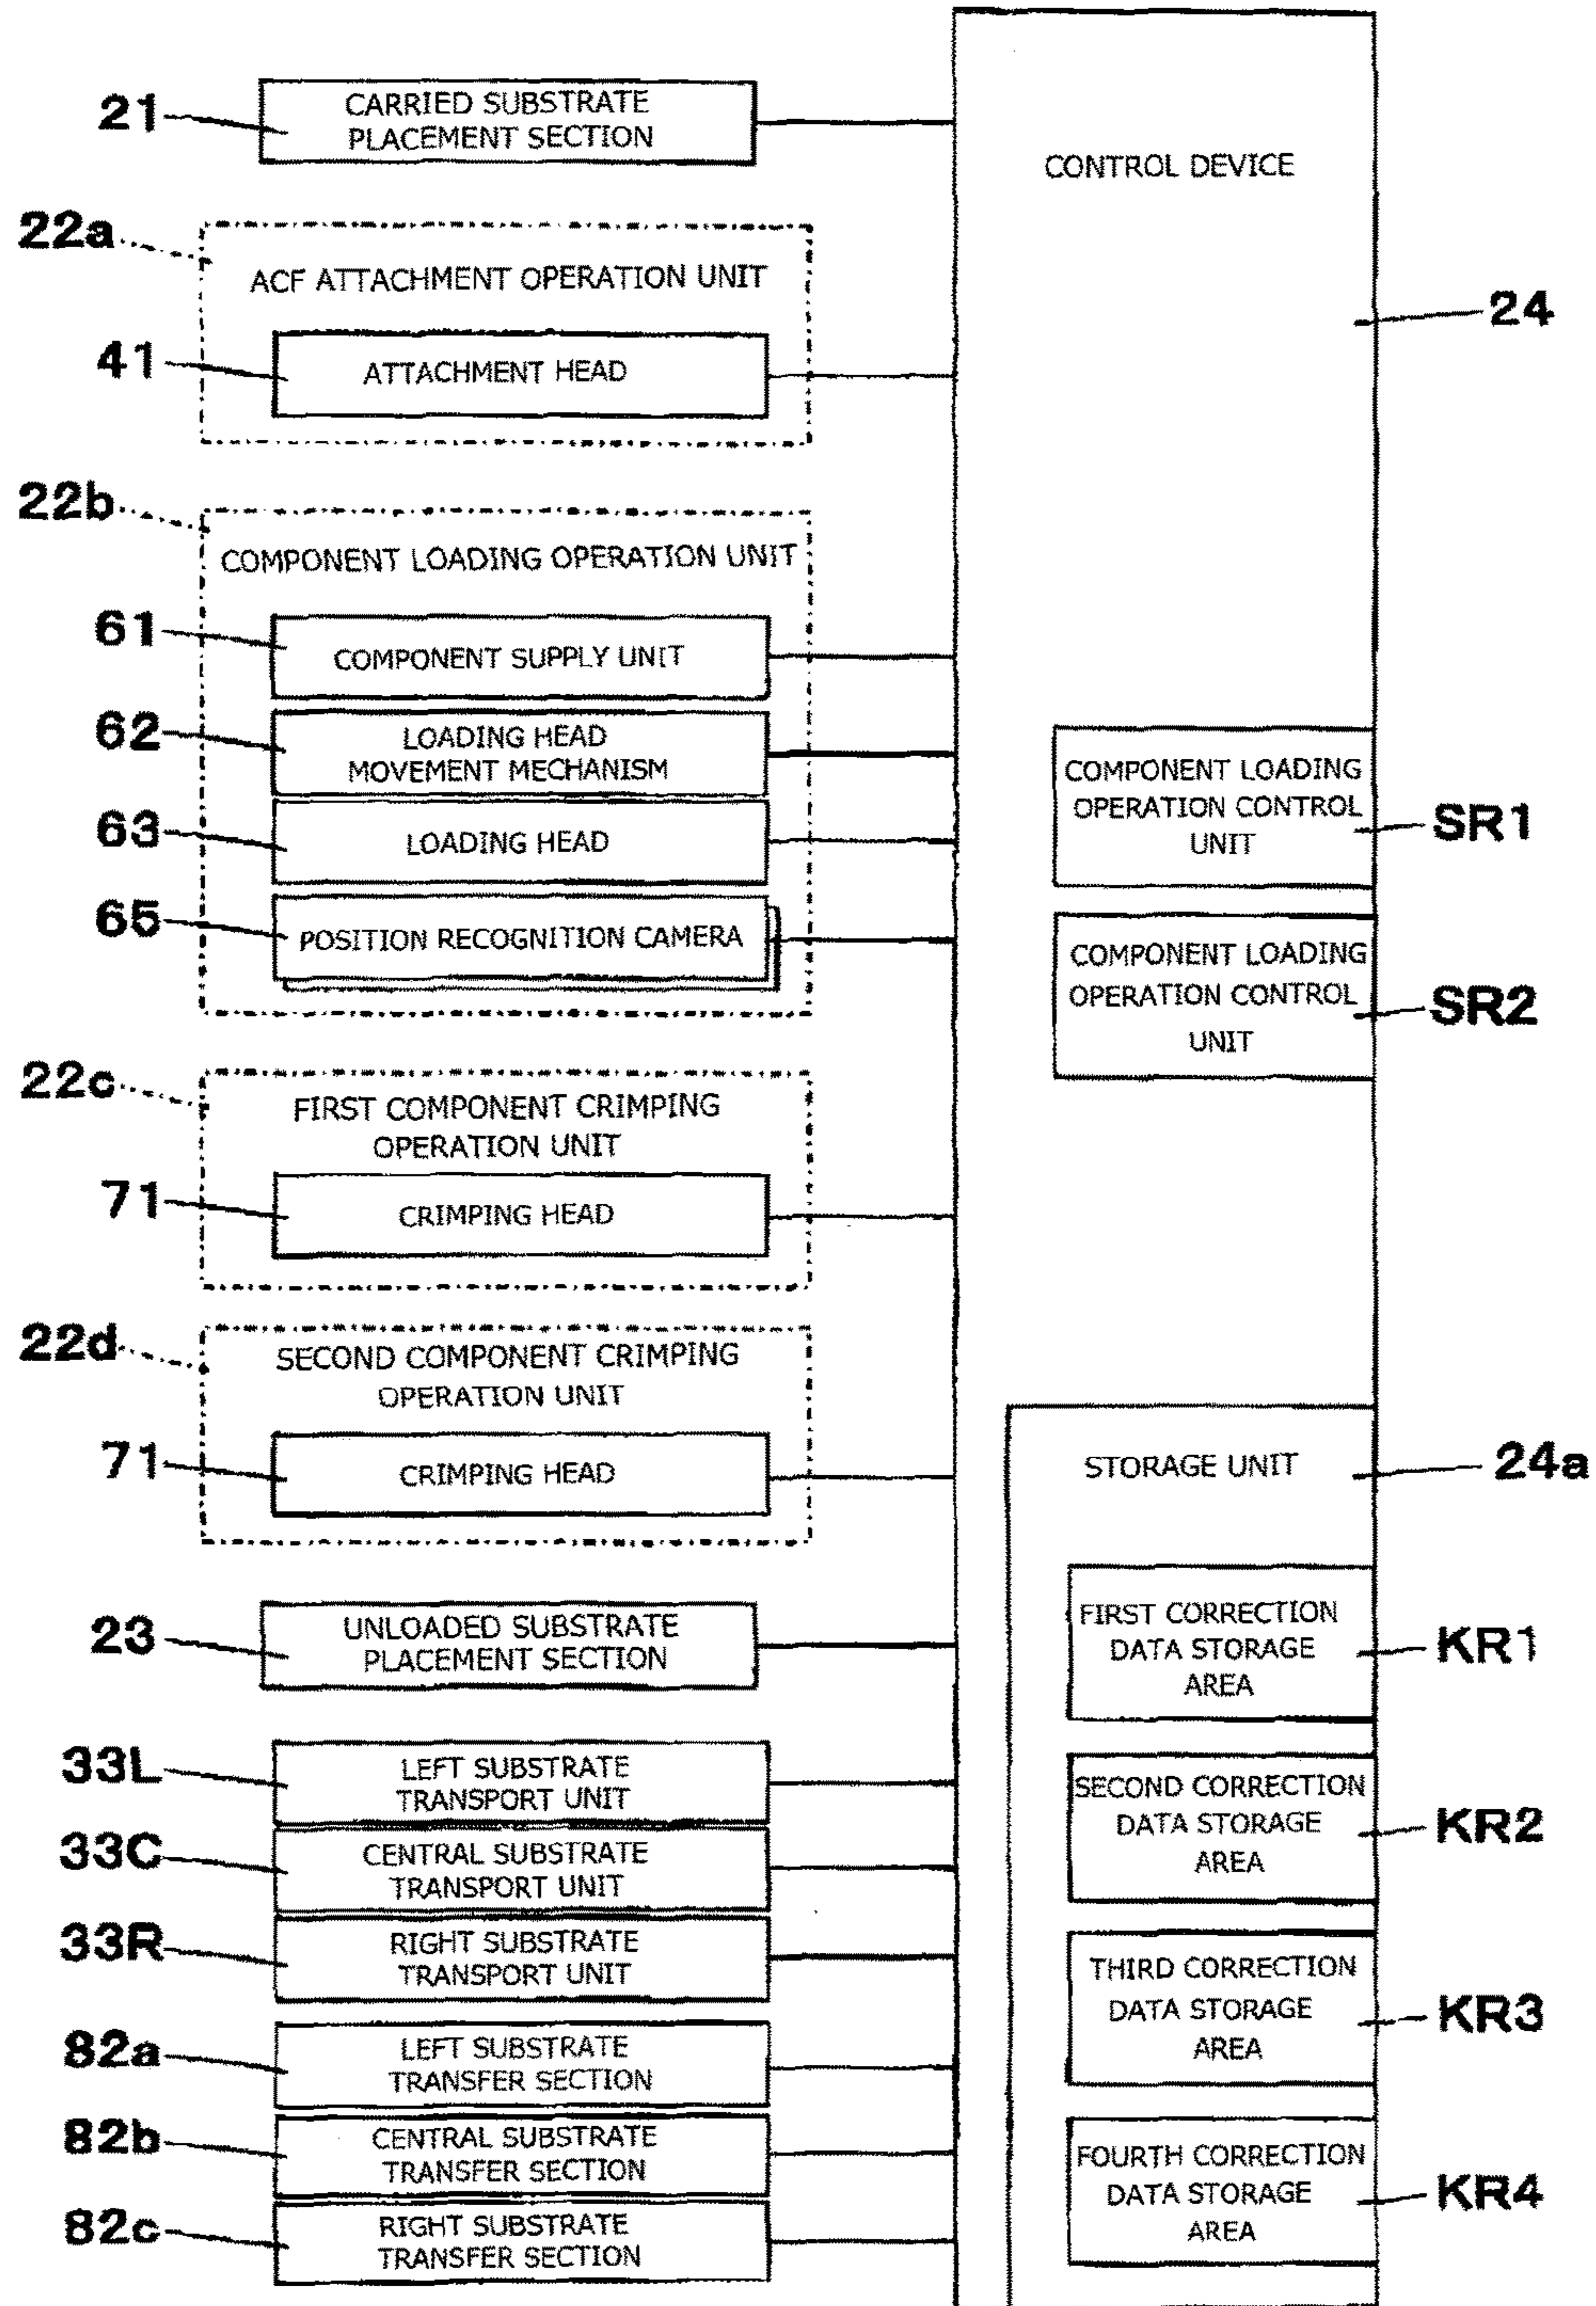 21
CARRIED SUBSTRATE
PLACEMENT SECTION
CONTROL DEVICE
24
22a
ACF ATTACHMENT OPERATION UNIT
41
ATTACHMENT HEAD
22b
COMPONENT LOADING OPERATION UNIT
61
COMPONENT SUPPLY UNIT
62
LOADING HEAD
MOVEMENT MECHANISM
63
LOADING HEAD
65
POSITION RECOGNITION CAMERA
COMPONENT LOADING
OPERATION CONTROL
UNIT
SR1
COMPONENT LOADING
OPERATION CONTROL
UNIT
SR2
22c
FIRST COMPONENT CRIMPING
OPERATION UNIT
71
CRIMPING HEAD
22d
SECOND COMPONENT CRIMPING
OPERATION UNIT
71
CRIMPING HEAD
STORAGE UNIT
24a
23
UNLOADED SUBSTRATE
PLACEMENT SECTION
FIRST CORRECTION
DATA STORAGE
AREA
KR1
33L
LEFT SUBSTRATE
TRANSPORT UNIT
33C
CENTRAL SUBSTRATE
TRANSPORT UNIT
SECOND CORRECTION
DATA STORAGE
AREA
KR2
33R
RIGHT SUBSTRATE
TRANSPORT UNIT
THIRD CORRECTION
DATA STORAGE
AREA
KR3
82a
LEFT SUBSTRATE
TRANSFER SECTION
82b
CENTRAL SUBSTRATE
TRANSFER SECTION
82c
RIGHT SUBSTRATE
TRANSFER SECTION
FOURTH CORRECTION
DATA STORAGE
AREA
KR4